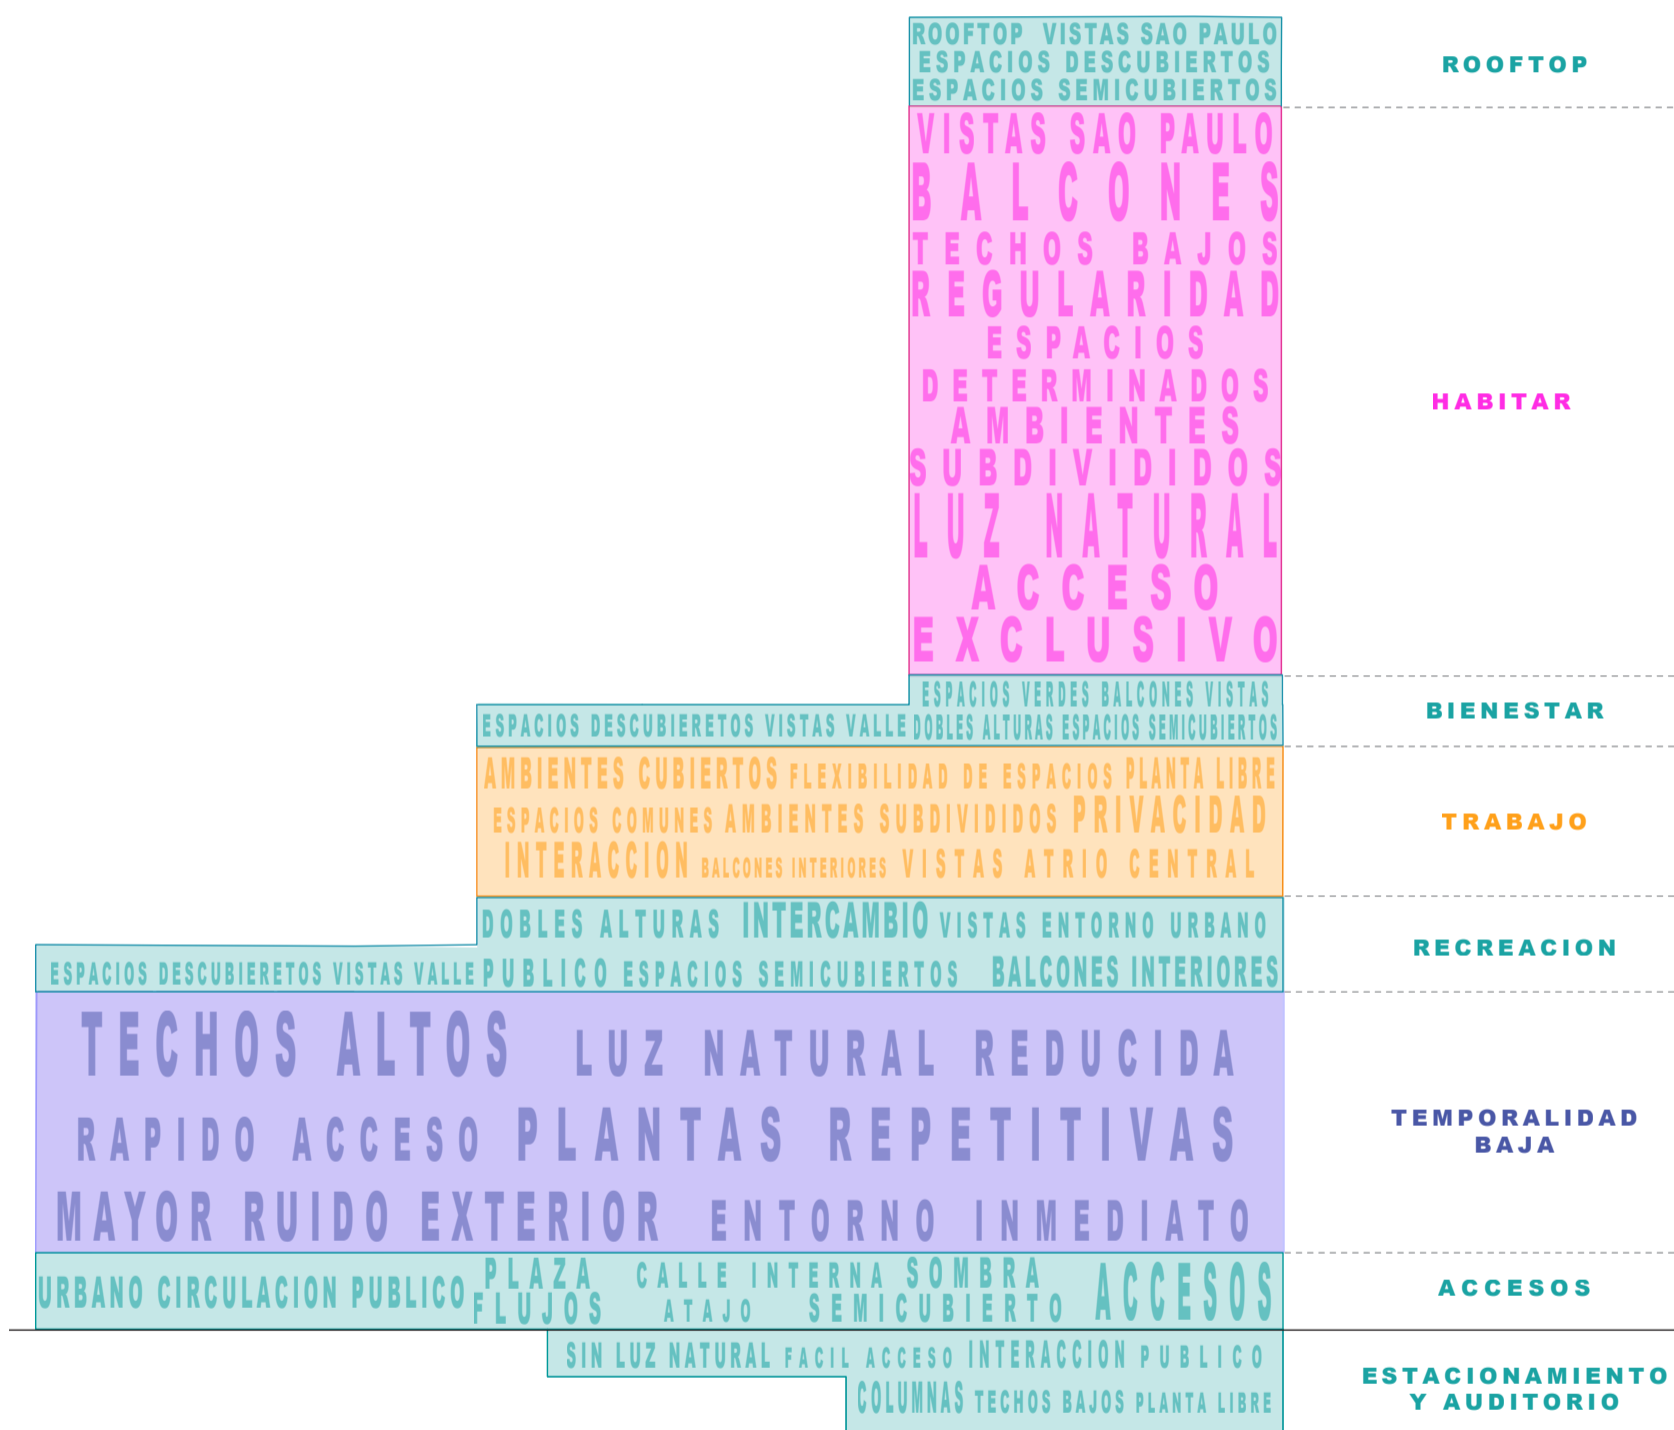 ROOFTOP VISTAS SAO PAULO
ESPACIOS DESCUBIERTOS
ESPACIOS SEMICUBIERTOS
ROOFTOP
VISTAS SAO PAULO
BALCONES
TECHOS BAJOS
REGULARIDAD
ESPACIOS
DETERMINADOS
AMBIENTES
SUBDIVIDIDOS
LUZ NATURAL
ACCESO
EXCLUSIVO
HABITAR
ESPACIOS VERDES BALCONES VISTAS
ESPACIOS DESCUBIERETOS VISTAS VALLE DOBLES ALTURAS ESPACIOS SEMICUBIERTOS
BIENESTAR
AMBIENTES CUBIERTOS FLEXIBILIDAD DE ESPACIOS PLANTA LIBRE
ESPACIOS COMUNES AMBIENTES SUBDIVIDIDOS PRIVACIDAD
INTERACCION BALCONES INTERIORES VISTAS ATRIO CENTRAL
TRABAJO
DOBLES ALTURAS INTERCAMBIO VISTAS ENTORNO URBANO
ESPACIOS DESCUBIERETOS VISTAS VALLE PUBLICO ESPACIOS SEMICUBIERTOS BALCONES INTERIORES
RECREACION
TECHOS ALTOS LUZ NATURAL REDUCIDA
RAPIDO ACCESO PLANTAS REPETITIVAS
MAYOR RUIDO EXTERIOR ENTORNO INMEDIATO
TEMPORALIDAD
BAJA
URBANO CIRCULACION PUBLICO
PLAZA CALLE INTERNA SOMBRA
FLUJOS ATAJO SEMICUBIERTO
ACCESOS
ACCESOS
SIN LUZ NATURAL FACIL ACCESO INTERACCION PUBLICO
COLUMNAS TECHOS BAJOS PLANTA LIBRE
ESTACIONAMIENTO
Y AUDITORIO